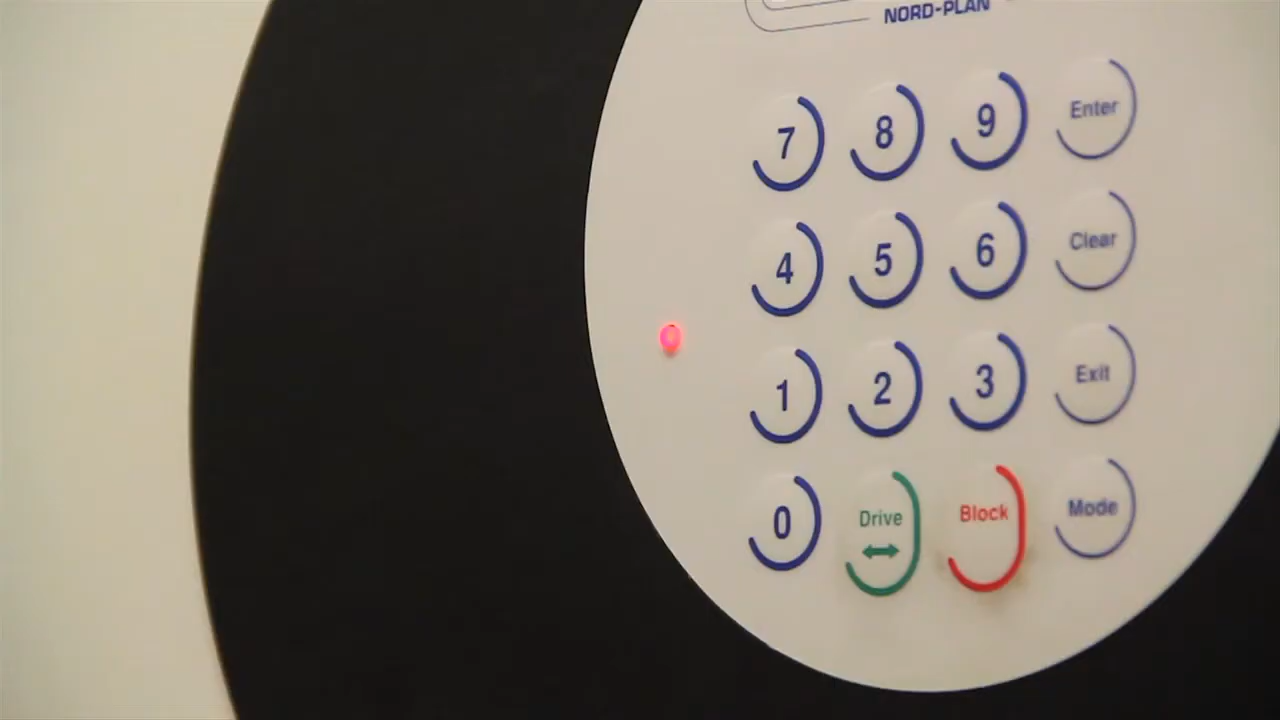 NORD-PLAN
7 8 9 Enter
4 5 6 Clear
1 2 3 Exit
0 Drive Block Mode